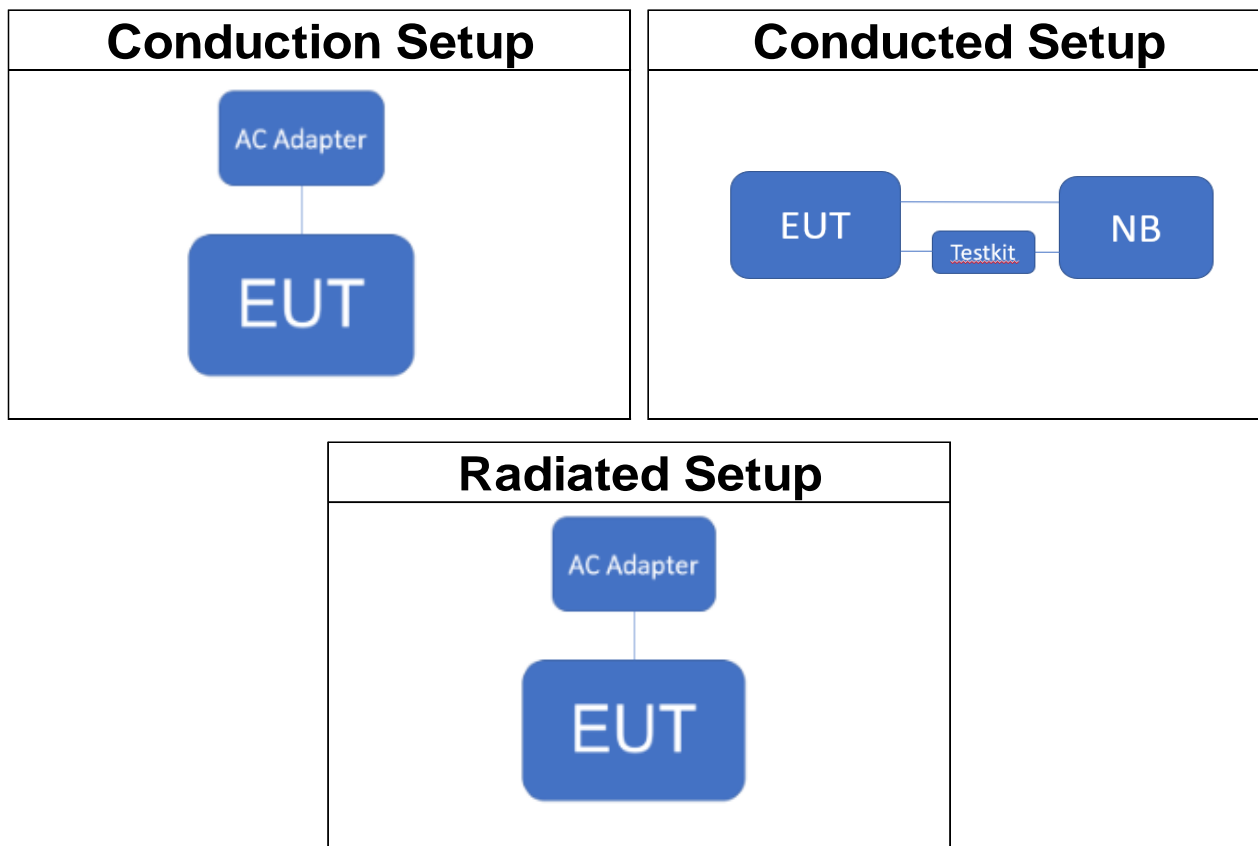 Conduction Setup
AC Adapter
EUT
Conducted Setup
EUT
NB
Testkit
Radiated Setup
AC Adapter
EUT